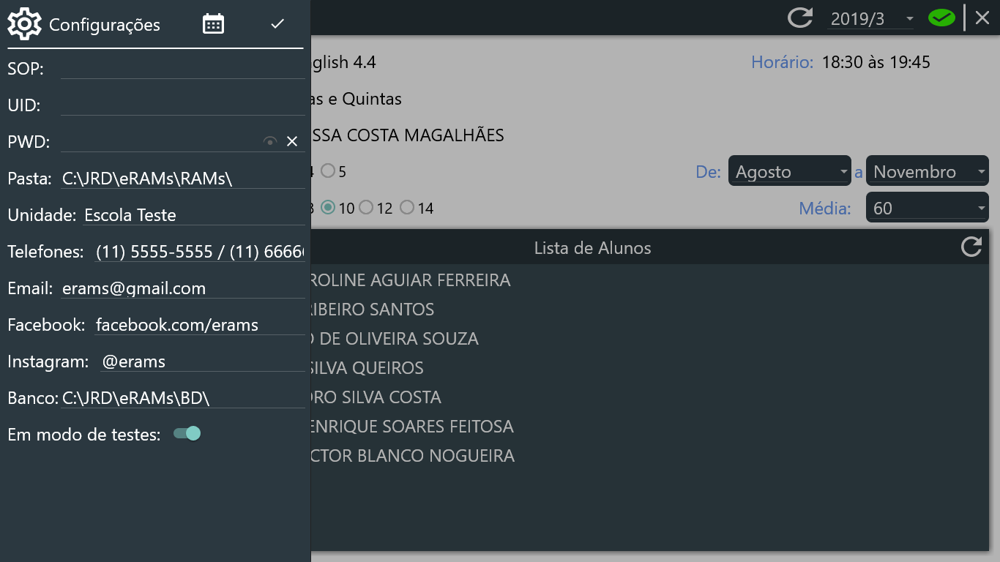 Configurações
2019/3
SOP:
UID:
PWD:
Pasta: C:\JRD\eRAMs\RAMs\
Unidade: Escola Teste
Telefones: (11) 5555-5555 / (11) 6666
Email: erams@gmail.com
Facebook: facebook.com/erams
Instagram: @erams
Banco: C:\JRD\eRAMs\BD\
Em modo de testes:
glish 4.4
Horário: 18:30 às 19:45
as e Quintas
SSA COSTA MAGALHÃES
4 5
De: Agosto a Novembro
8 10 12 14
Média: 60
Lista de Alunos
ROLINE AGUIAR FERREIRA
RIBEIRO SANTOS
O DE OLIVEIRA SOUZA
SILVA QUEIROS
DRO SILVA COSTA
ENRIQUE SOARES FEITOSA
CTOR BLANCO NOGUEIRA